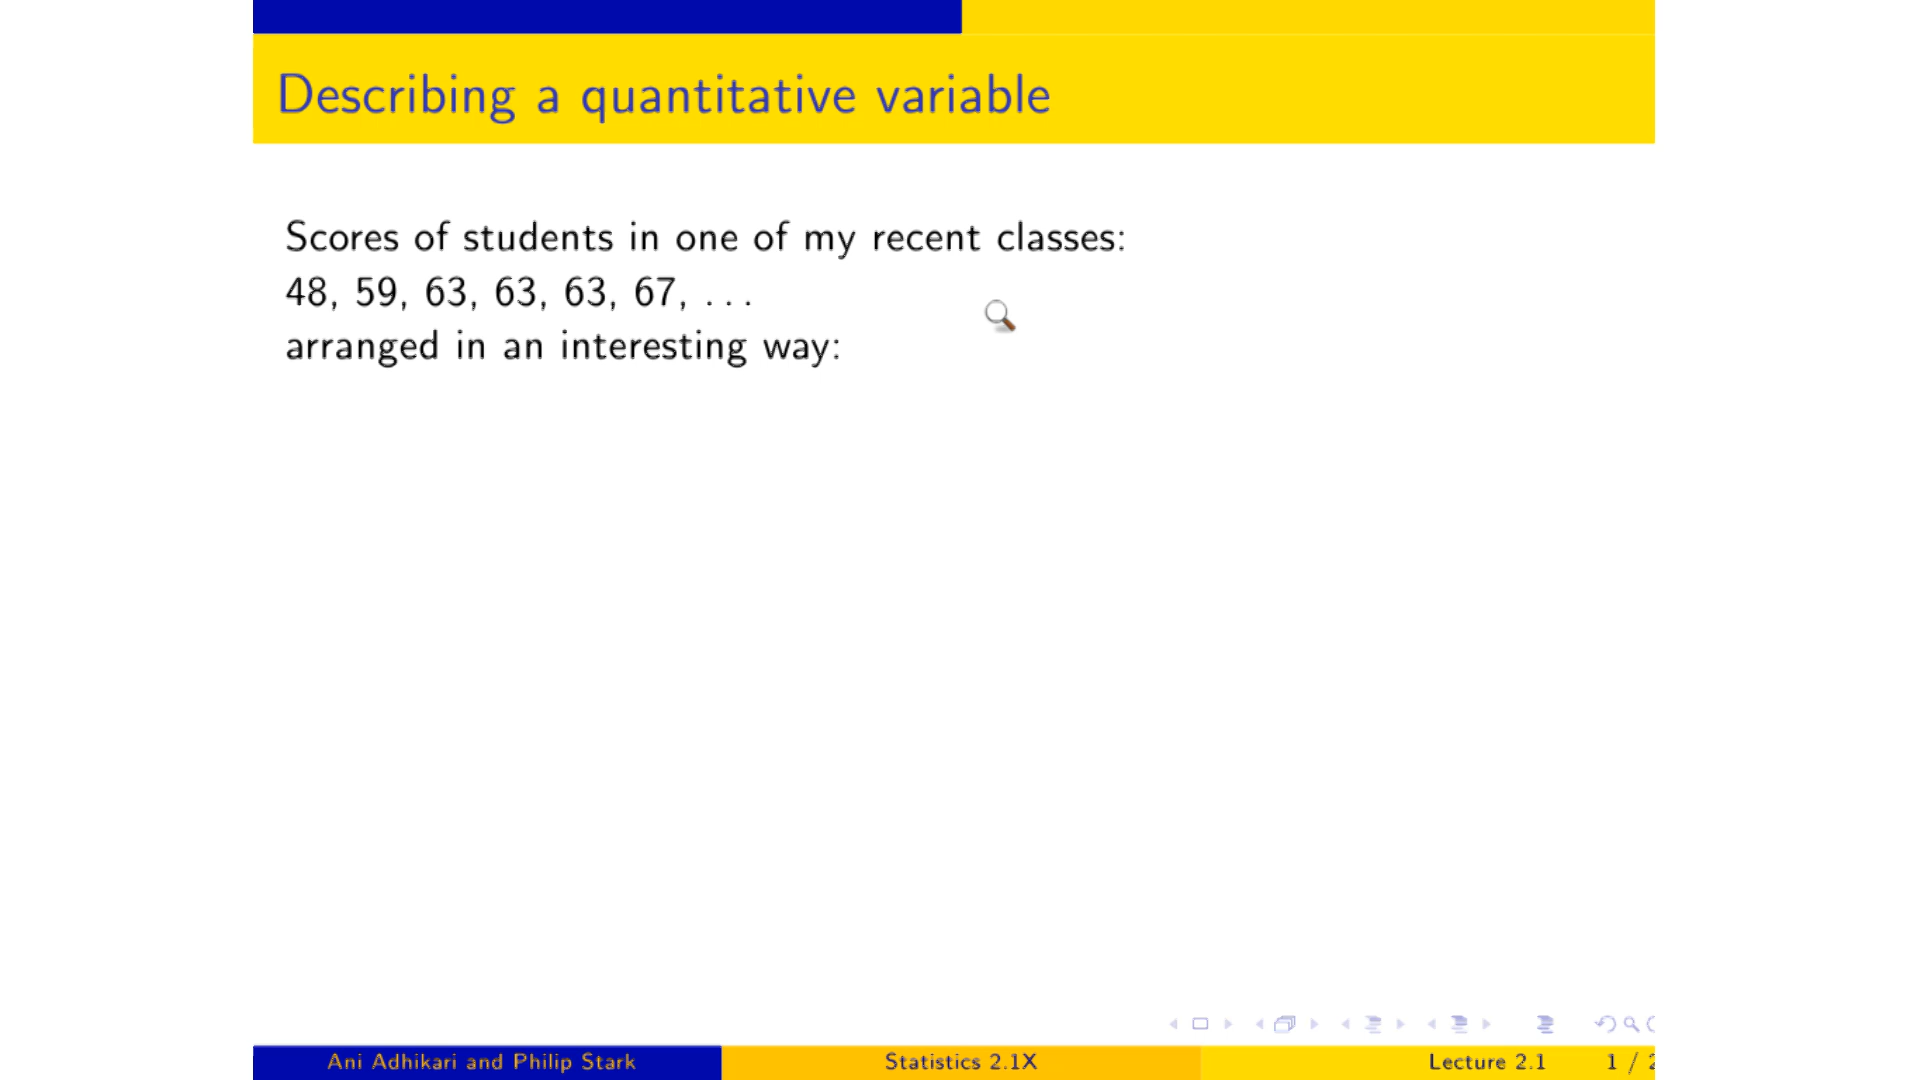 Describing a quantitative variable
Scores of students in one of my recent classes:
48, 59, 63, 63, 63, 67, ...
arranged in an interesting way:
Ani Adhikari and Philip Stark
Statistics 2.1X
Lecture 2.1
1 / 2